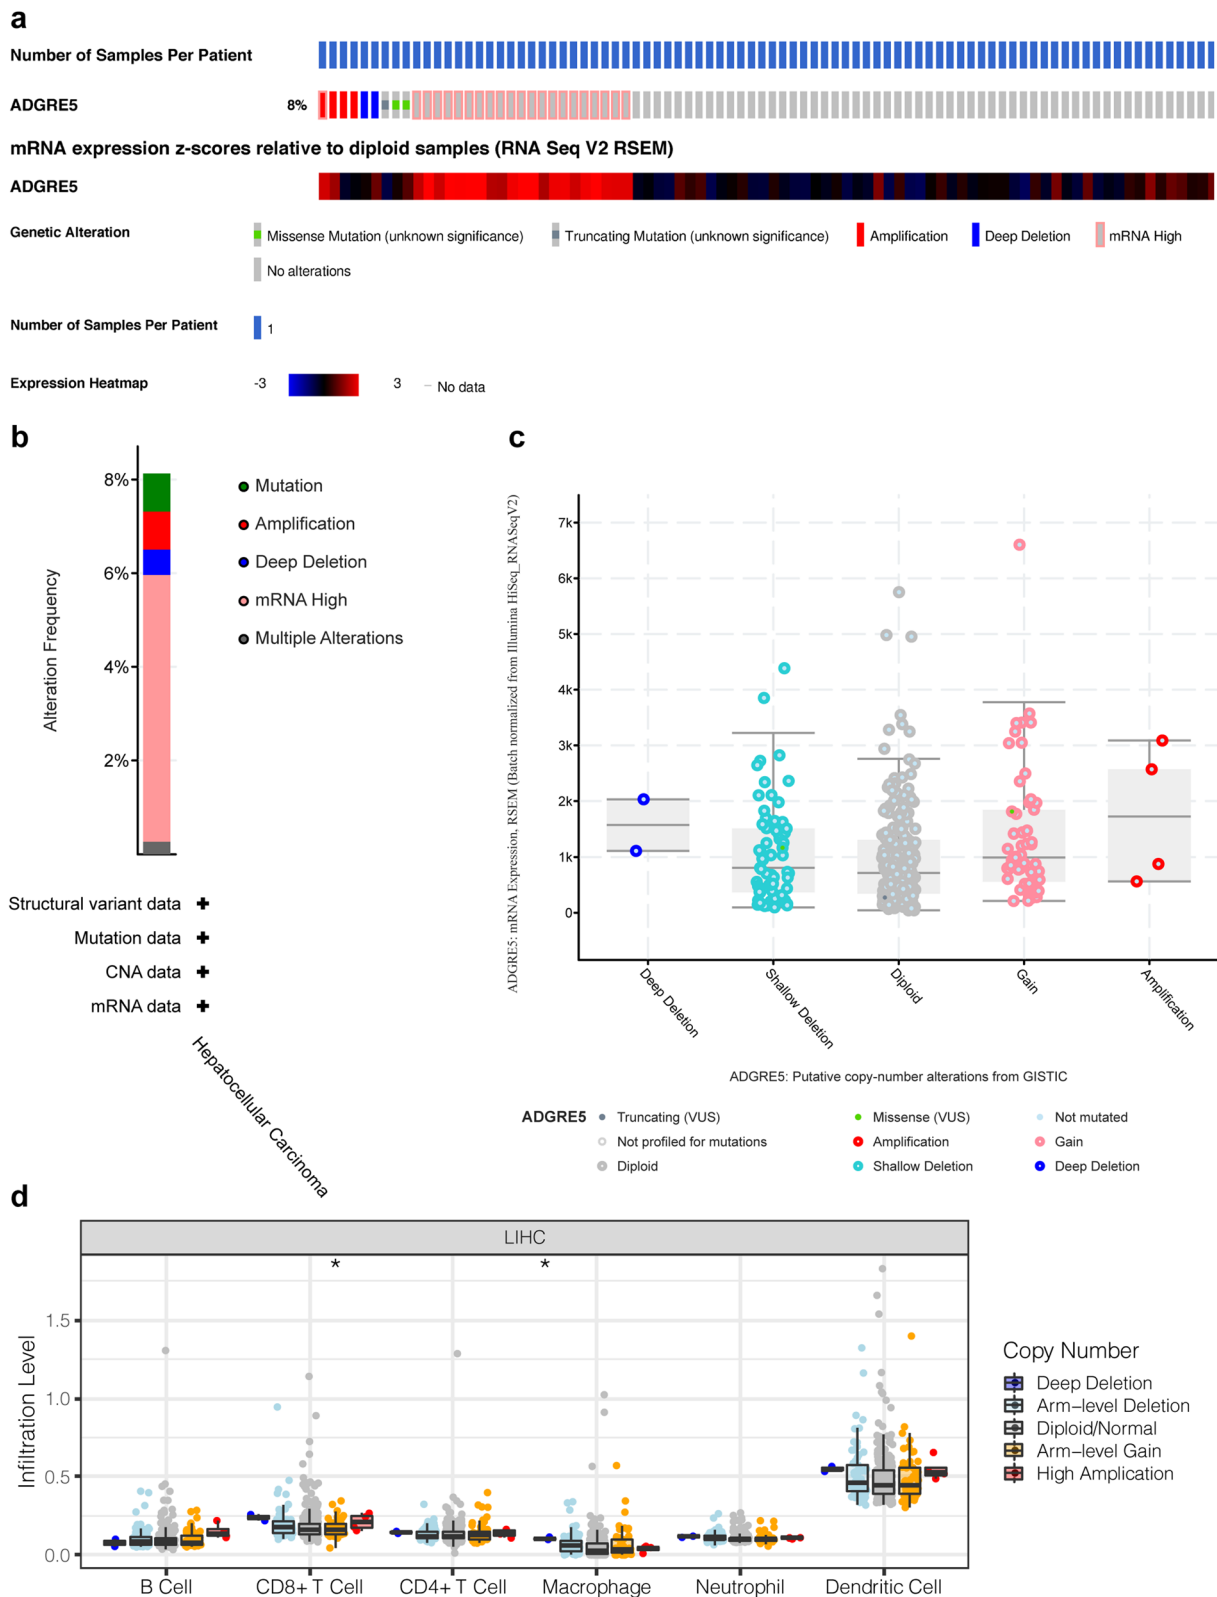 a
Number of Samples Per Patient
ADGRE5 8%
mRNA expression z-scores relative to diploid samples (RNA Seq V2 RSEM)
ADGRE5
Genetic Alteration Missense Mutation (unknown significance) Truncating Mutation (unknown significance) Amplification Deep Deletion mRNA High
No alterations
Number of Samples Per Patient 1
Expression Heatmap -3 3 No data
b
8%
6%
4%
2%
Alteration Frequency
Mutation
Amplification
Deep Deletion
mRNA High
Multiple Alterations
Structural variant data +
Mutation data +
CNA data +
mRNA data +
Hepatocellular Carcinoma
c
ADGRE5: mRNA Expression, RSEM (Batch normalized from Illumina HiSeq_RNASeqV2)
7k
6k
5k
4k
3k
2k
1k
0
Deep Deletion
Shallow Deletion
Diploid
Gain
Amplification
ADGRE5: Putative copy-number alterations from GISTIC
ADGRE5 Truncating (VUS) Missense (VUS) Not mutated
Not profiled for mutations Amplification Gain
Diploid Shallow Deletion Deep Deletion
d
LIHC
* *
Infiltration Level
1.5
1.0
0.5
0.0
B Cell CD8+ T Cell CD4+ T Cell Macrophage Neutrophil Dendritic Cell
Copy Number
Deep Deletion
Arm-level Deletion
Diploid/Normal
Arm-level Gain
High Amplication